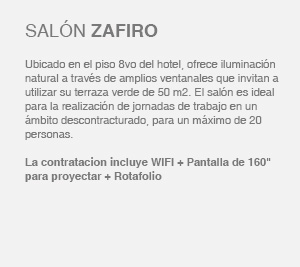 SALÓN ZAFIRO
Ubicado en el piso 8vo del hotel, ofrece iluminación
natural a través de amplios ventanales que invitan a
utilizar su terraza verde de 50 m2. El salón es ideal
para la realización de jornadas de trabajo en un
ámbito descontracturado, para un máximo de 20
personas.
La contratacion incluye WIFI + Pantalla de 160"
para proyectar + Rotafolio